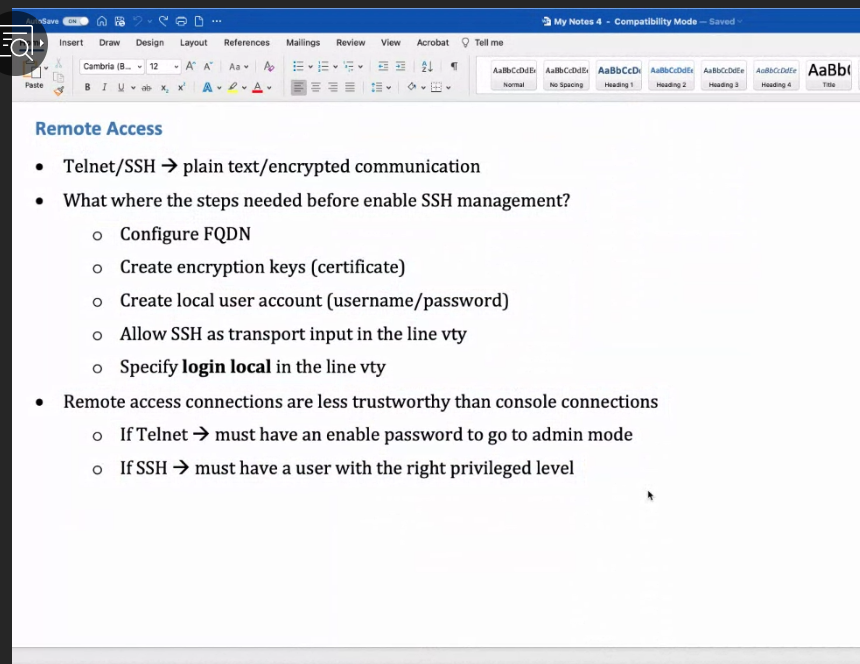 AutoSave ON
My Notes 4 - Compatibility Mode — Saved
Insert Draw Design Layout References Mailings Review View Acrobat Tell me
Paste
Cambria (B... 12
AaBbCcDdEe Normal
AaBbCcDdEe No Spacing
AaBbCcDc Heading 1
AaBbCcDdEe Heading 2
AaBbCcDdEe Heading 3
AaBbCcDdEe Heading 4
AaBb( Title
Remote Access
• Telnet/SSH → plain text/encrypted communication
• What where the steps needed before enable SSH management?
o Configure FQDN
o Create encryption keys (certificate)
o Create local user account (username/password)
o Allow SSH as transport input in the line vty
o Specify login local in the line vty
• Remote access connections are less trustworthy than console connections
o If Telnet → must have an enable password to go to admin mode
o If SSH → must have a user with the right privileged level